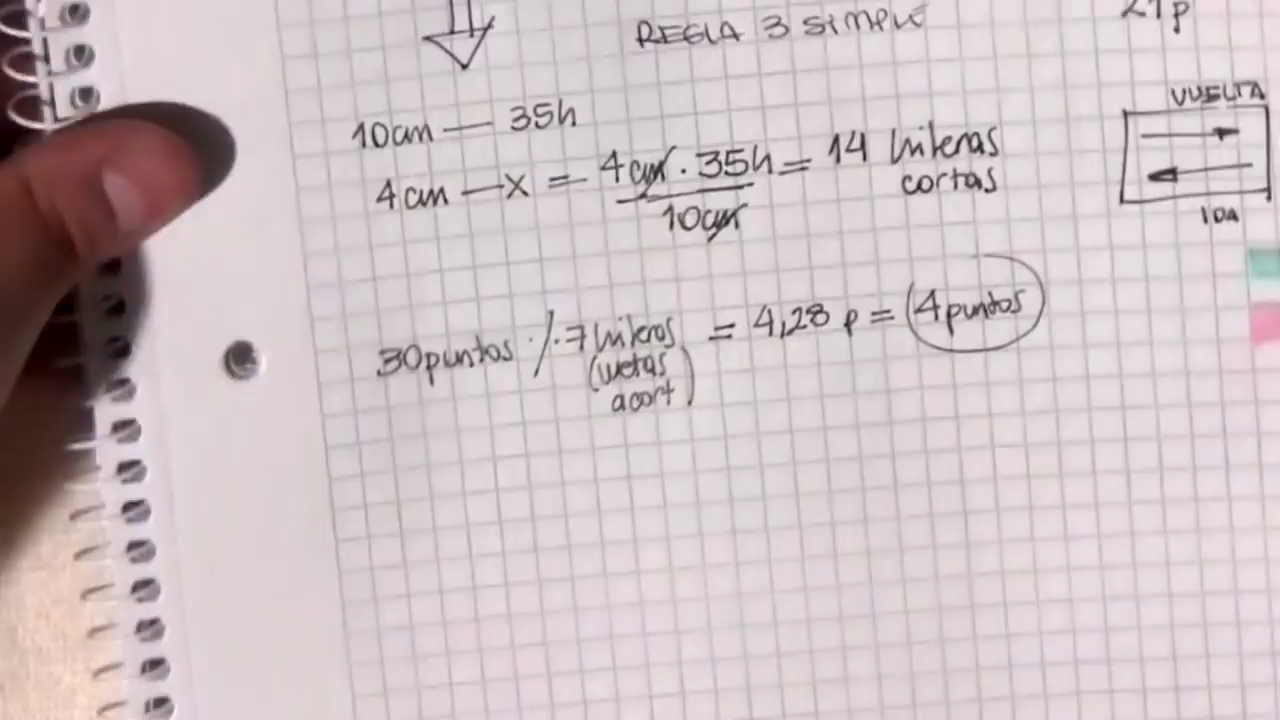 REGLA 3 SIMPLE
21p
10cm — 35h
4cm — x = 4cm · 35h / 10cm = 14 hileras cortas
VUELTA
IDA
30puntos /. 7 hileras (vueltas acort) = 4,28 p = 4puntos